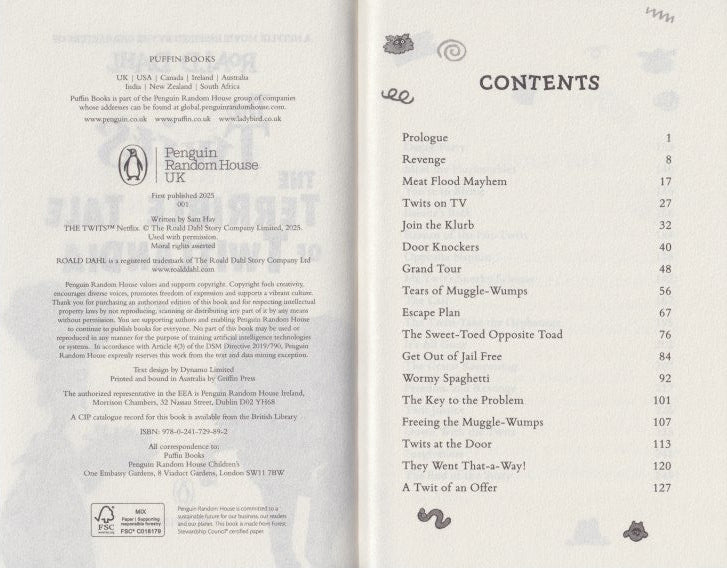 PUFFIN BOOKS
UK | USA | Canada | Ireland | Australia
India | New Zealand | South Africa
Puffin Books is part of the Penguin Random House group of companies
whose addresses can be found at global.penguinrandomhouse.com.
www.penguin.co.uk www.puffin.co.uk www.ladybird.co.uk
Penguin
Random House
UK
First published 2025
001
Written by Sam Hay
THE TWITS™ Netflix. © The Roald Dahl Story Company Limited, 2025.
Used with permission.
Moral rights asserted
ROALD DAHL is a registered trademark of The Roald Dahl Story Company Ltd
www.roalddahl.com
Penguin Random House values and supports copyright. Copyright fuels creativity,
encourages diverse voices, promotes freedom of expression and supports a vibrant culture.
Thank you for purchasing an authorized edition of this book and for respecting intellectual
property laws by not reproducing, scanning or distributing any part of it by any means
without permission. You are supporting authors and enabling Penguin Random House
to continue to publish books for everyone. No part of this book may be used or
reproduced in any manner for the purpose of training artificial intelligence technologies
or systems. In accordance with Article 4(3) of the DSM Directive 2019/790, Penguin
Random House expressly reserves this work from the text and data mining exception.
Text design by Dynamo Limited
Printed and bound in Australia by Griffin Press
The authorized representative in the EEA is Penguin Random House Ireland,
Morrison Chambers, 32 Nassau Street, Dublin D02 YH68
A CIP catalogue record for this book is available from the British Library
ISBN: 978-0-241-729-89-2
All correspondence to:
Puffin Books
Penguin Random House Children's
One Embassy Gardens, 8 Viaduct Gardens, London SW11 7BW
FSC
MIX
Paper | Supporting
responsible forestry
FSC® C018179
Penguin Random House is committed to a
sustainable future for our business, our readers
and our planet. This book is made from Forest
Stewardship Council® certified paper.
CONTENTS
Prologue 1
Revenge 8
Meat Flood Mayhem 17
Twits on TV 27
Join the Klurb 32
Door Knockers 40
Grand Tour 48
Tears of Muggle-Wumps 56
Escape Plan 67
The Sweet-Toed Opposite Toad 76
Get Out of Jail Free 84
Wormy Spaghetti 92
The Key to the Problem 101
Freeing the Muggle-Wumps 107
Twits at the Door 113
They Went That-a-Way! 120
A Twit of an Offer 127